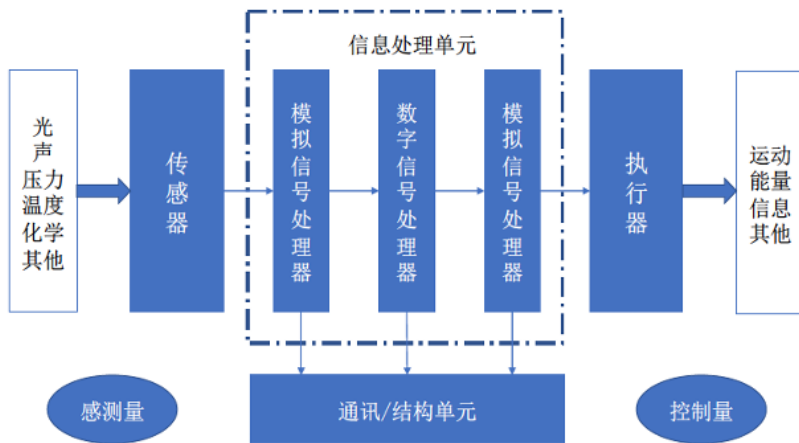 信息处理单元
光
声
压力
温度
化学
其他
传感器
模拟信号处理器
数字信号处理器
模拟信号处理器
执行器
运动
能量
信息
其他
感测量
通讯/结构单元
控制量